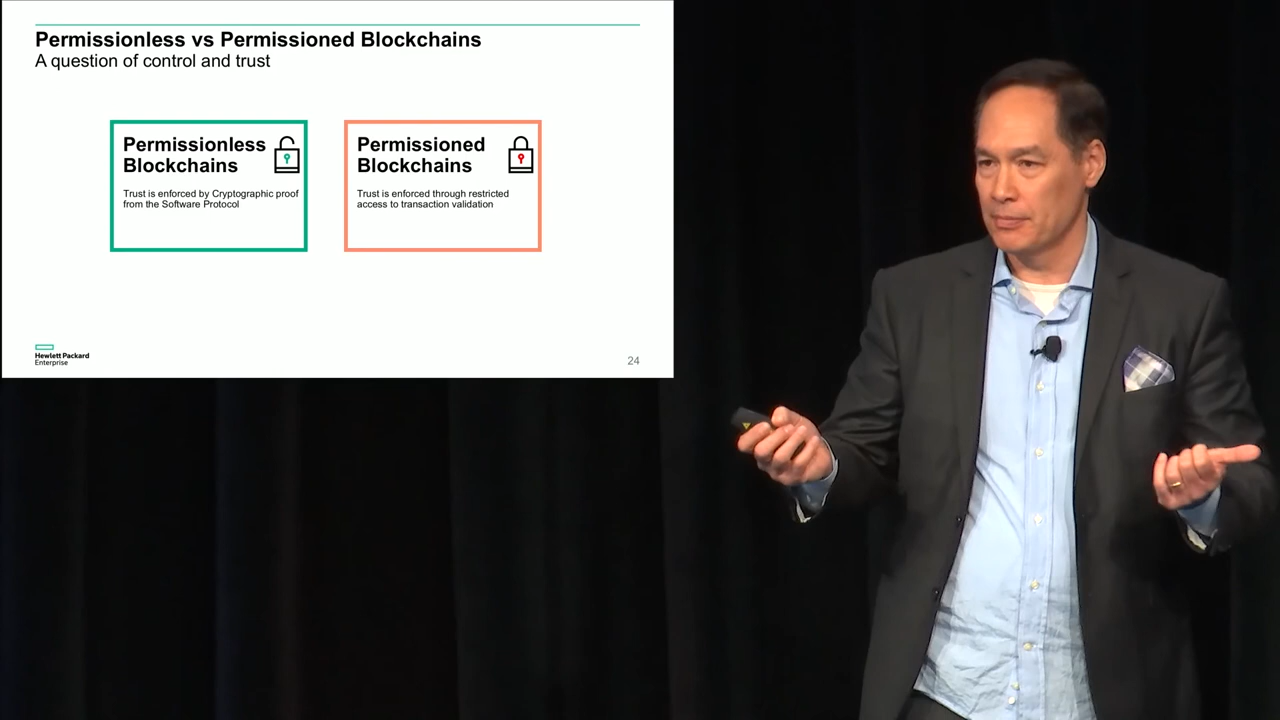 Permissionless vs Permissioned Blockchains
A question of control and trust
Permissionless
Blockchains
Trust is enforced by Cryptographic proof
from the Software Protocol
Permissioned
Blockchains
Trust is enforced through restricted
access to transaction validation
Hewlett Packard
Enterprise
24